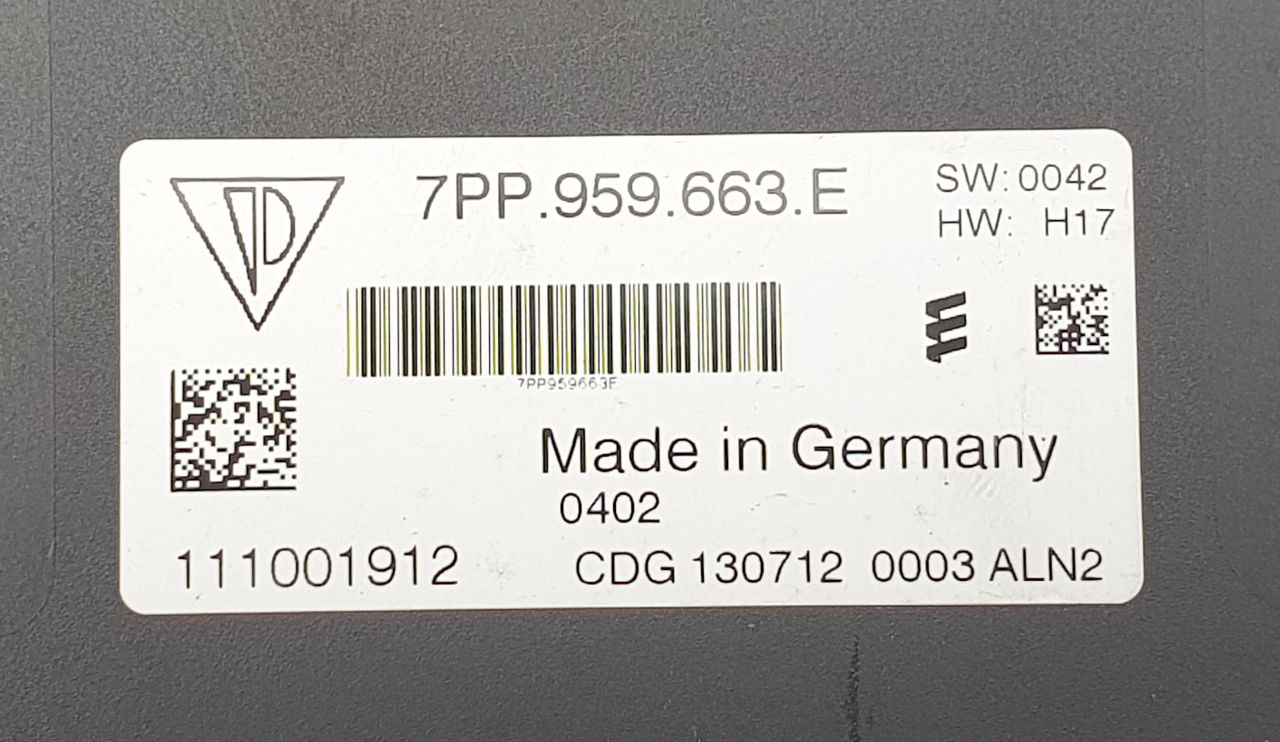 7PP.959.663.E
SW: 0042
HW: H17
7PP959663E
Made in Germany
0402
111001912 CDG 130712 0003 ALN2